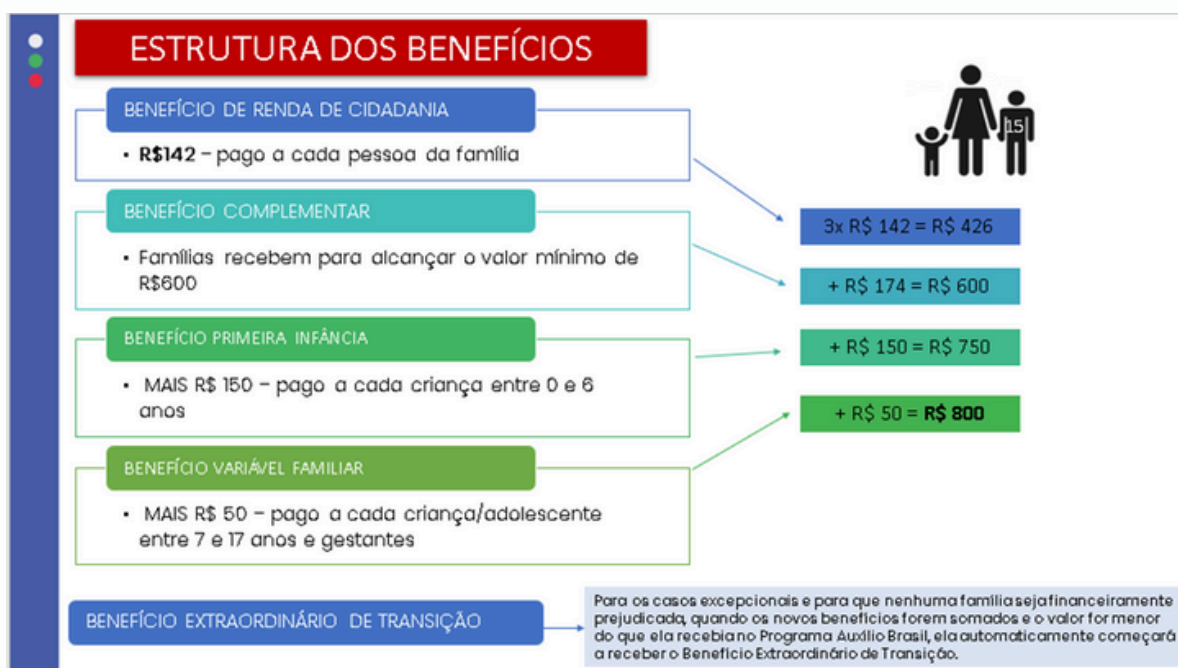 ESTRUTURA DOS BENEFÍCIOS
BENEFÍCIO DE RENDA DE CIDADANIA
• R$142 – pago a cada pessoa da família
BENEFÍCIO COMPLEMENTAR
• Famílias recebem para alcançar o valor mínimo de
R$600
BENEFÍCIO PRIMEIRA INFÂNCIA
• MAIS R$ 150 – pago a cada criança entre 0 e 6
anos
BENEFÍCIO VARIÁVEL FAMILIAR
• MAIS R$ 50 – pago a cada criança/adolescente
entre 7 e 17 anos e gestantes
15
3x R$ 142 = R$ 426
+ R$ 174 = R$ 600
+ R$ 150 = R$ 750
+ R$ 50 = R$ 800
BENEFÍCIO EXTRAORDINÁRIO DE TRANSIÇÃO
Para os casos excepcionais e para que nenhuma família seja financeiramente
prejudicada, quando os novos benefícios forem somados e o valor for menor
do que ela recebia no Programa Auxílio Brasil, ela automaticamente começará
a receber o Benefício Extraordinário de Transição.